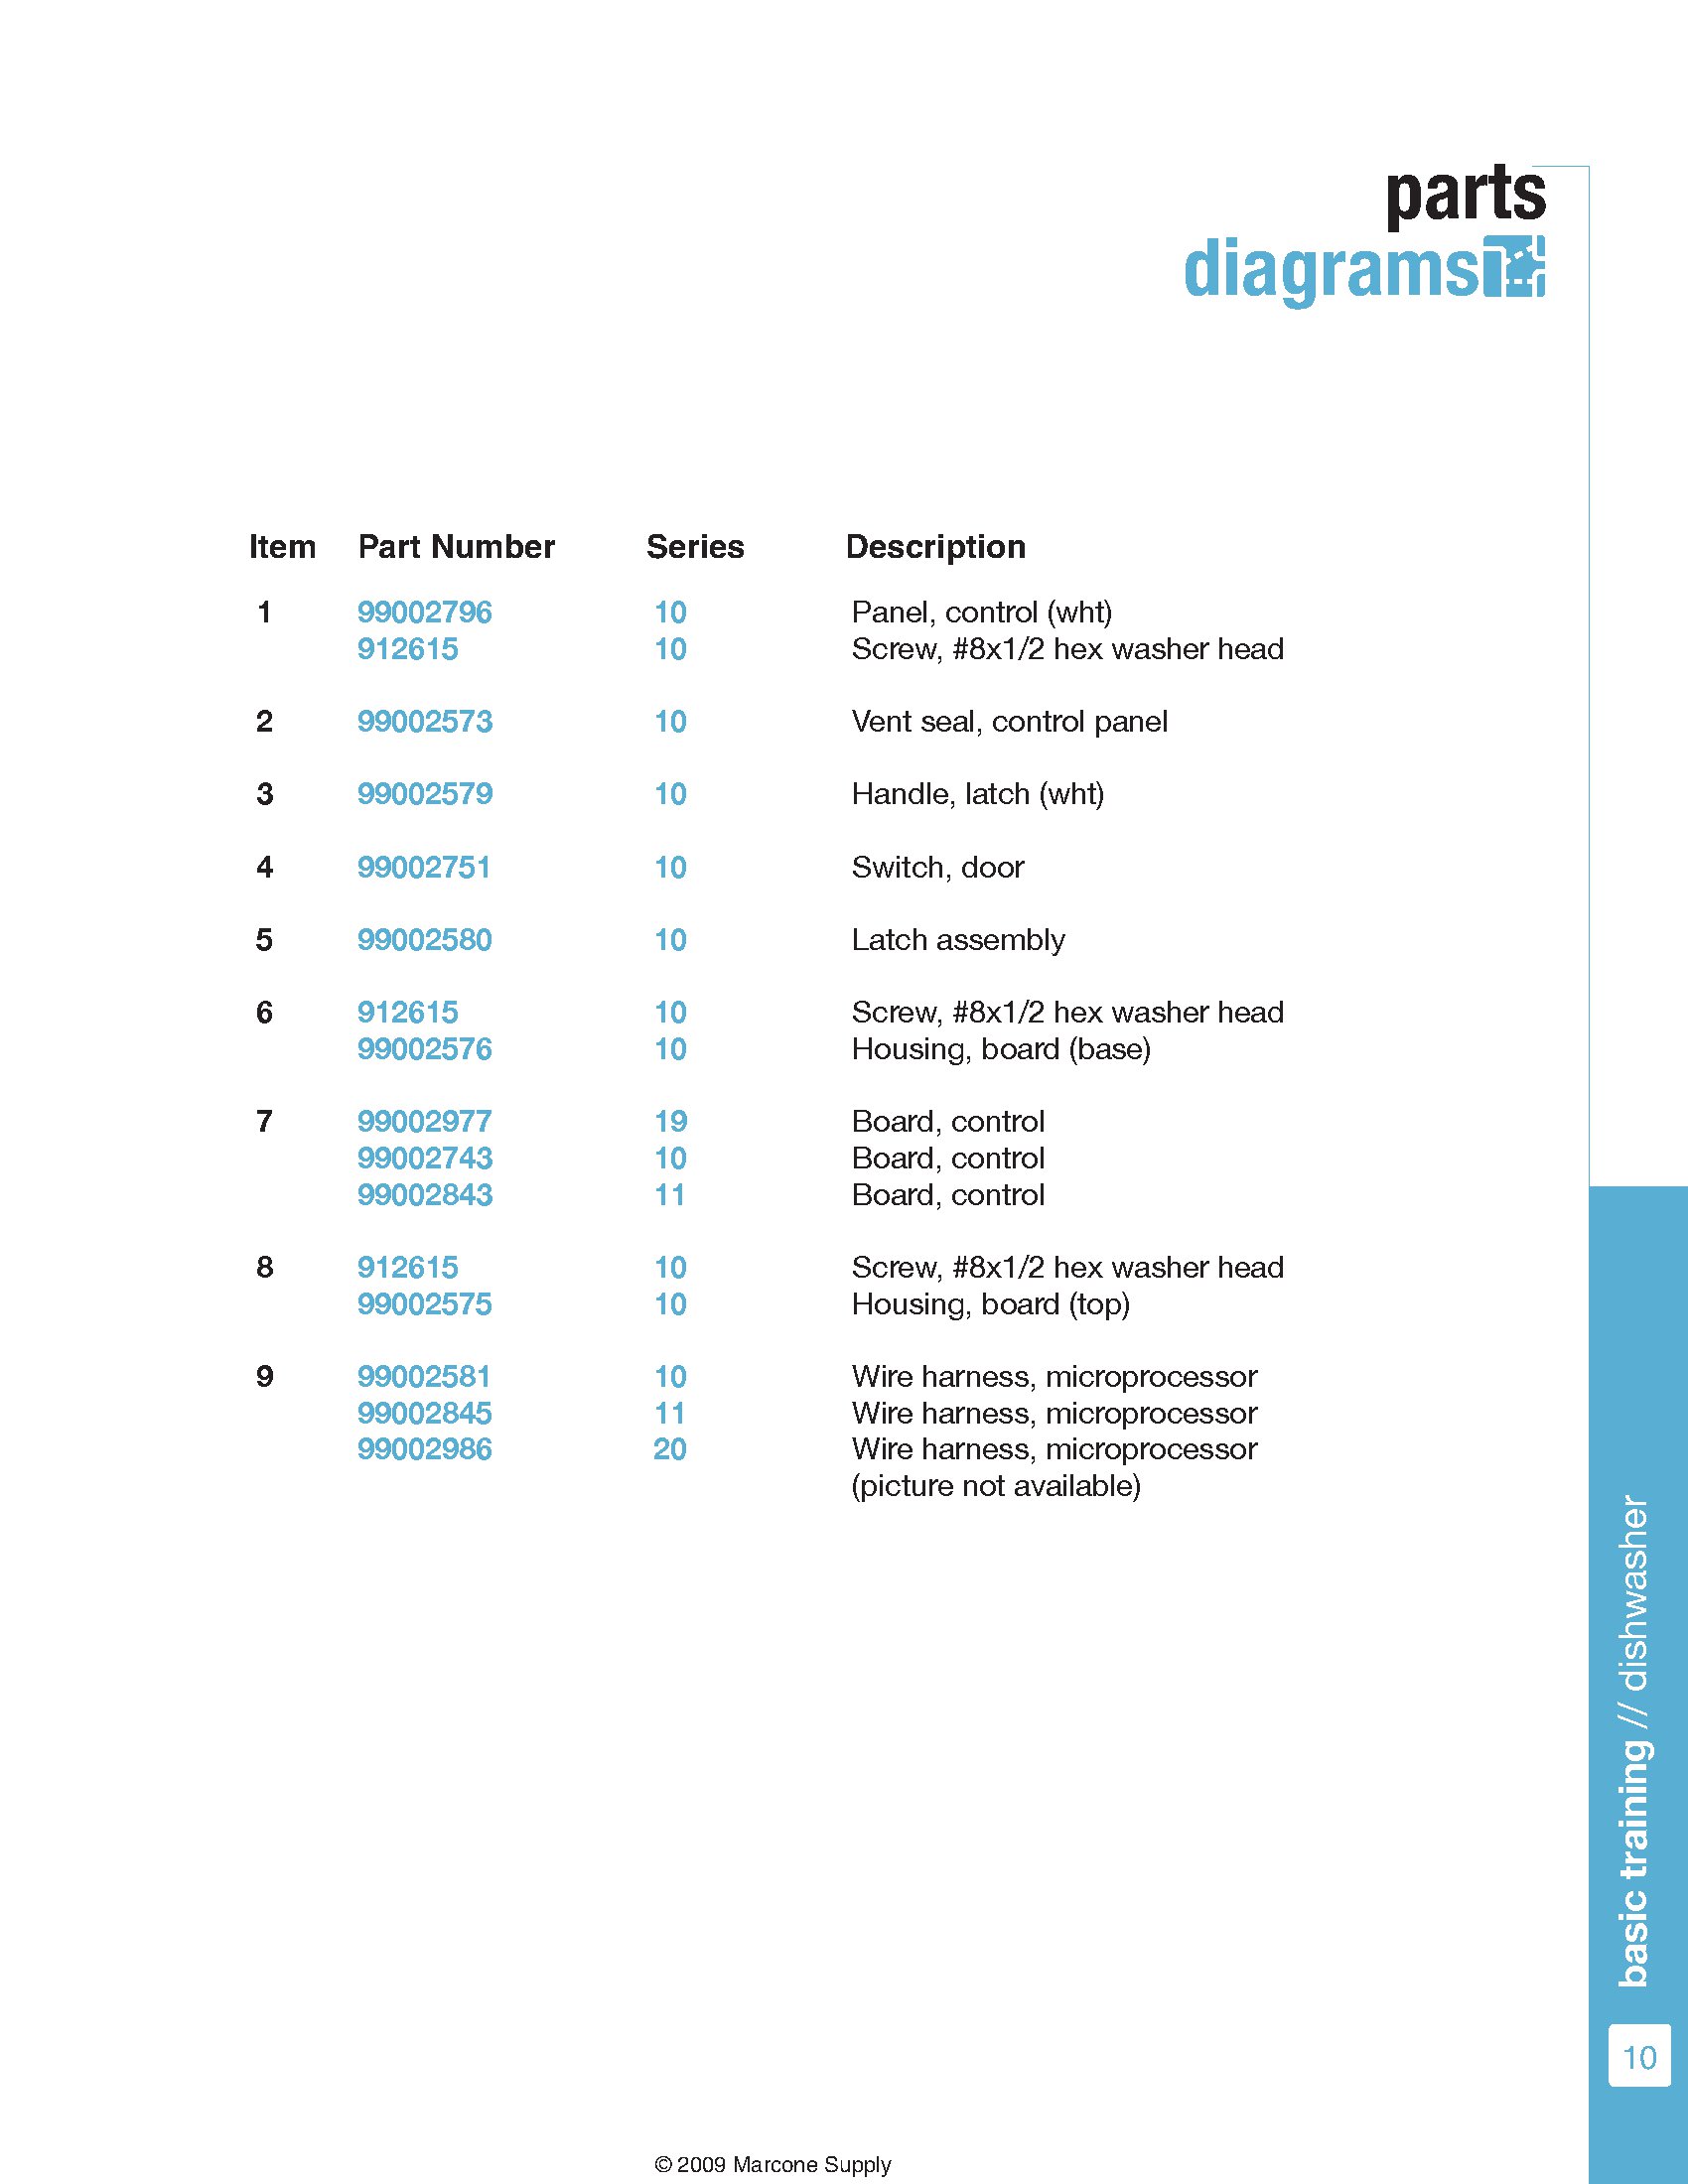 parts
diagrams
Item Part Number Series Description
1 99002796 10 Panel, control (wht)
912615 10 Screw, #8x1/2 hex washer head
2 99002573 10 Vent seal, control panel
3 99002579 10 Handle, latch (wht)
4 99002751 10 Switch, door
5 99002580 10 Latch assembly
6 912615 10 Screw, #8x1/2 hex washer head
99002576 10 Housing, board (base)
7 99002977 19 Board, control
99002743 10 Board, control
99002843 11 Board, control
8 912615 10 Screw, #8x1/2 hex washer head
99002575 10 Housing, board (top)
9 99002581 10 Wire harness, microprocessor
99002845 11 Wire harness, microprocessor
99002986 20 Wire harness, microprocessor
(picture not available)
basic training // dishwasher
10
© 2009 Marcone Supply